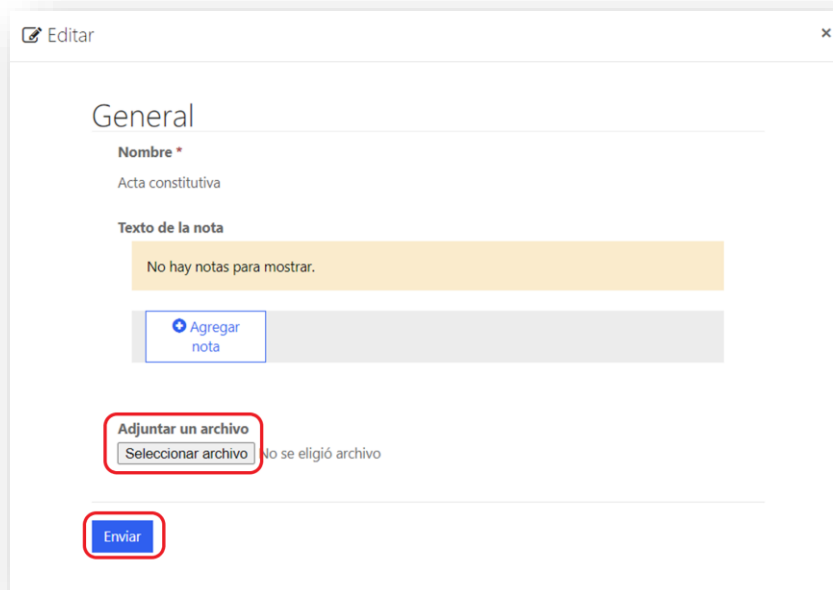 Editar
×
General
Nombre *
Acta constitutiva
Texto de la nota
No hay notas para mostrar.
Agregar
nota
Adjuntar un archivo
Seleccionar archivo No se eligió archivo
Enviar